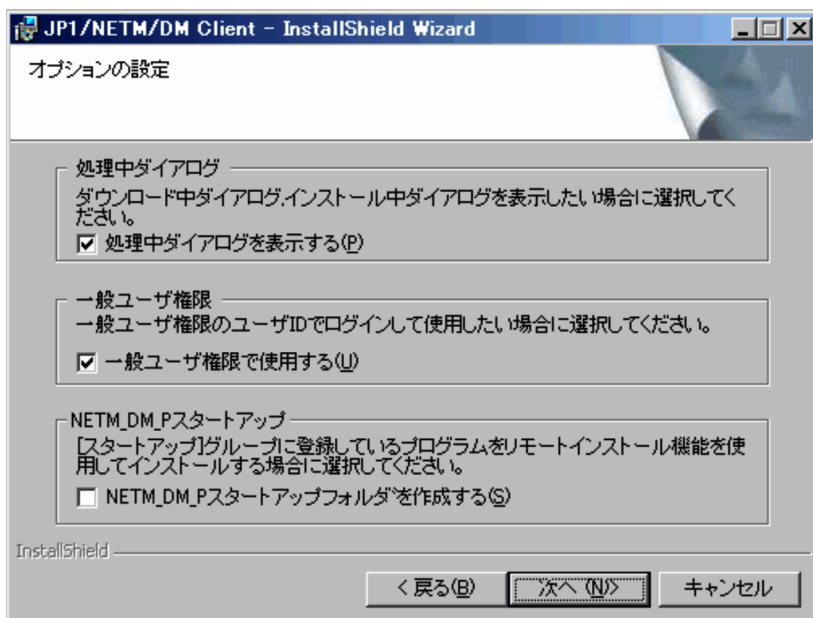 JP1/NETM/DM Client - InstallShield Wizard
オプションの設定
処理中ダイアログ
ダウンロード中ダイアログ,インストール中ダイアログを表示したい場合に選択してく
ださい。
処理中ダイアログを表示する(P)
一般ユーザ権限
一般ユーザ権限のユーザIDでログインして使用したい場合に選択してください。
一般ユーザ権限で使用する(U)
NETM_DM_Pスタートアップ
[スタートアップ]グループに登録しているプログラムをリモートインストール機能を使
用してインストールする場合に選択してください。
NETM_DM_Pスタートアップフォルダを作成する(S)
InstallShield
< 戻る(B) 次へ (N)> キャンセル